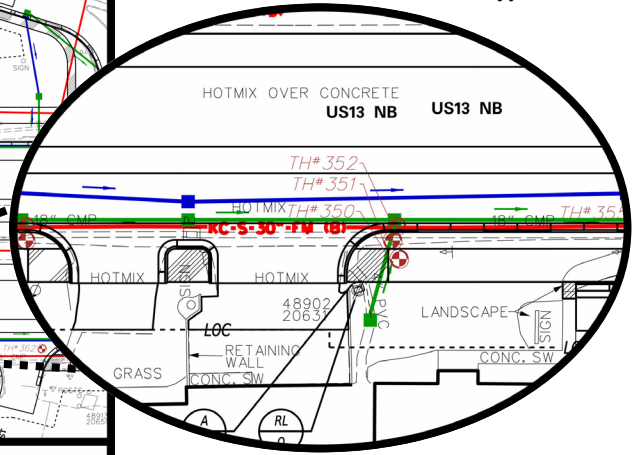 SIGN
HOTMIX OVER CONCRETE
US13 NB
US13 NB
TH#352
TH#351
HOTMIX
TH#350
18" CMP
18" CMP
KC-S-30"-FM (B)
HOTMIX
HOTMIX
SIGN
48902
20631
PVC
LANDSCAPE
SIGN
LOC
RETAINING
WALL
CONC. SW
CONC. SW
GRASS
TH#362
A
RL